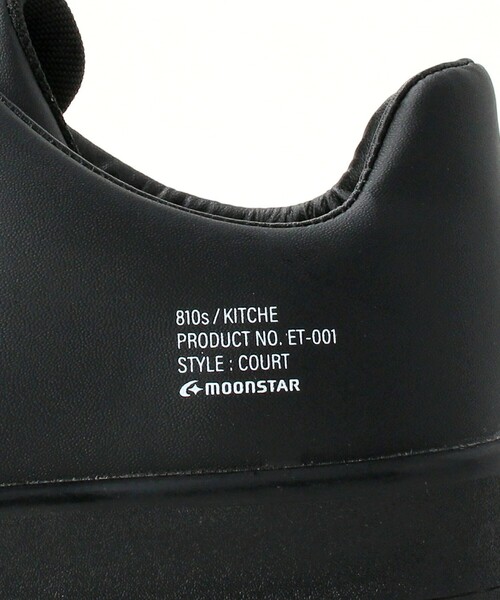 810s / KITCHE
PRODUCT NO. ET-001
STYLE : COURT
MOONSTAR